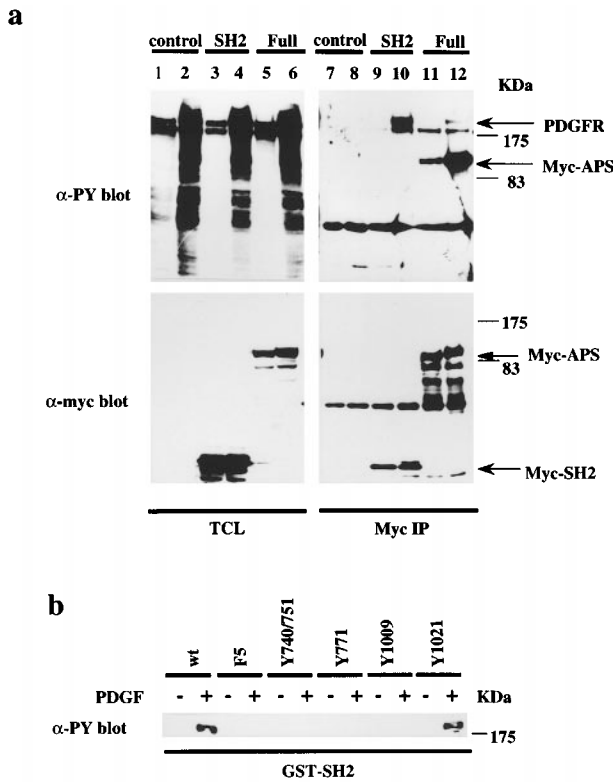 a
control SH2 Full control SH2 Full
1 2 3 4 5 6 7 8 9 10 11 12 KDa
PDGFR
175
Myc-APS
83
α-PY blot
175
Myc-APS
83
α-myc blot
Myc-SH2
TCL Myc IP
b
wt F5 Y740/751 Y771 Y1009 Y1021
PDGF - + - + - + - + - + - + KDa
α-PY blot 175
GST-SH2